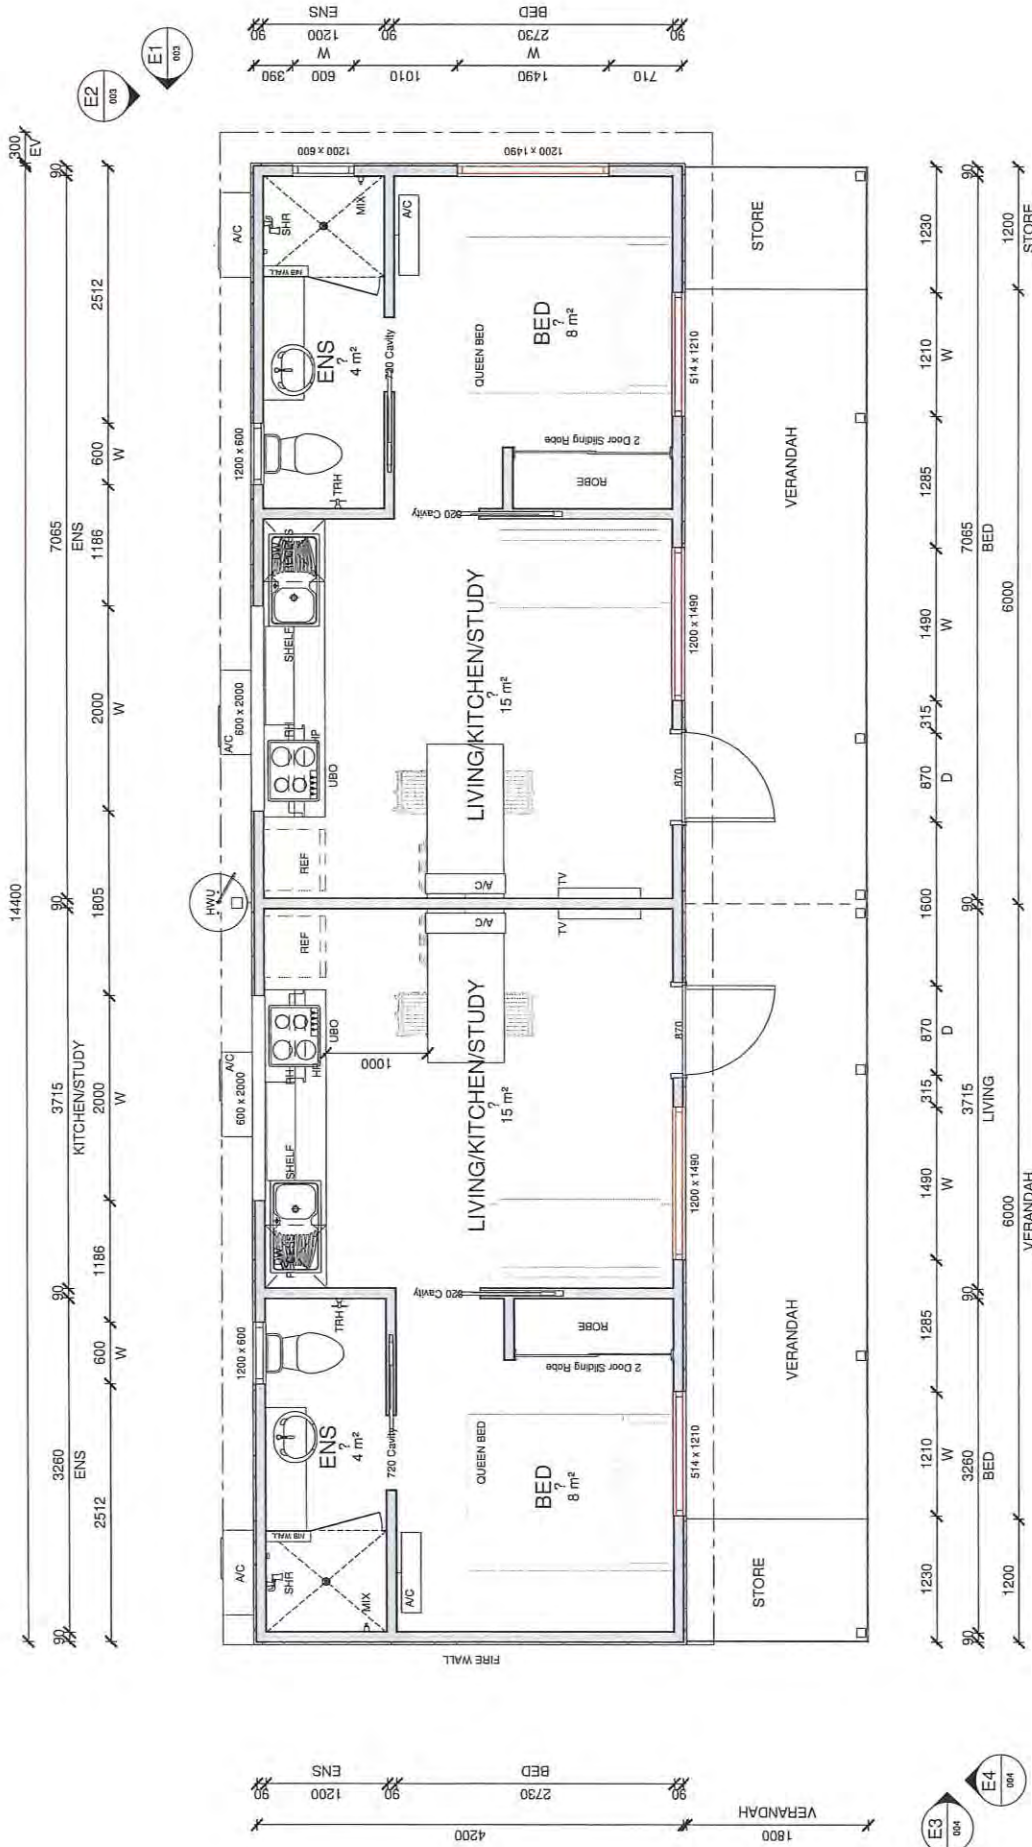 14400
300
EV
90
7065
ENS
90
3715
KITCHEN/STUDY
90
3260
ENS
90
2512
600
W
1186
2000
W
1805
2000
W
1186
600
W
2512
E1
003
E2
003
90
1200
ENS
90
2730
BED
90
390
600
W
1010
1490
W
710
A/C
A/C
600 x 2000
HWU
A/C
600 x 2000
A/C
1200 x 600
1200 x 600
1200 x 600
1200 x 1490
SHR
MIX
NIB WALL
ENS
?
4 m²
TRH
720 Cavity
A/C
QUEEN BED
BED
?
8 m²
2 Door Sliding Robe
ROBE
820 Cavity
514 x 1210
SHELF
RH
HP
UBO
REF
LIVING/KITCHEN/STUDY
?
15 m²
A/C
TV
1200 x 1490
870
REF
UBO
HP
RH
SHELF
1000
LIVING/KITCHEN/STUDY
?
15 m²
A/C
TV
1200 x 1490
870
TRH
ENS
?
4 m²
720 Cavity
NIB WALL
SHR
MIX
A/C
QUEEN BED
BED
?
8 m²
2 Door Sliding Robe
ROBE
820 Cavity
514 x 1210
FIRE WALL
STORE
VERANDAH
VERANDAH
STORE
1230
1210
W
1285
1490
W
315
870
D
1600
870
D
315
1490
W
1285
1210
W
1230
90
7065
BED
90
3715
LIVING
90
3260
BED
90
1200
STORE
6000
6000
VERANDAH
1200
90
1200
ENS
90
2730
BED
90
4200
1800
VERANDAH
E3
004
E4
004